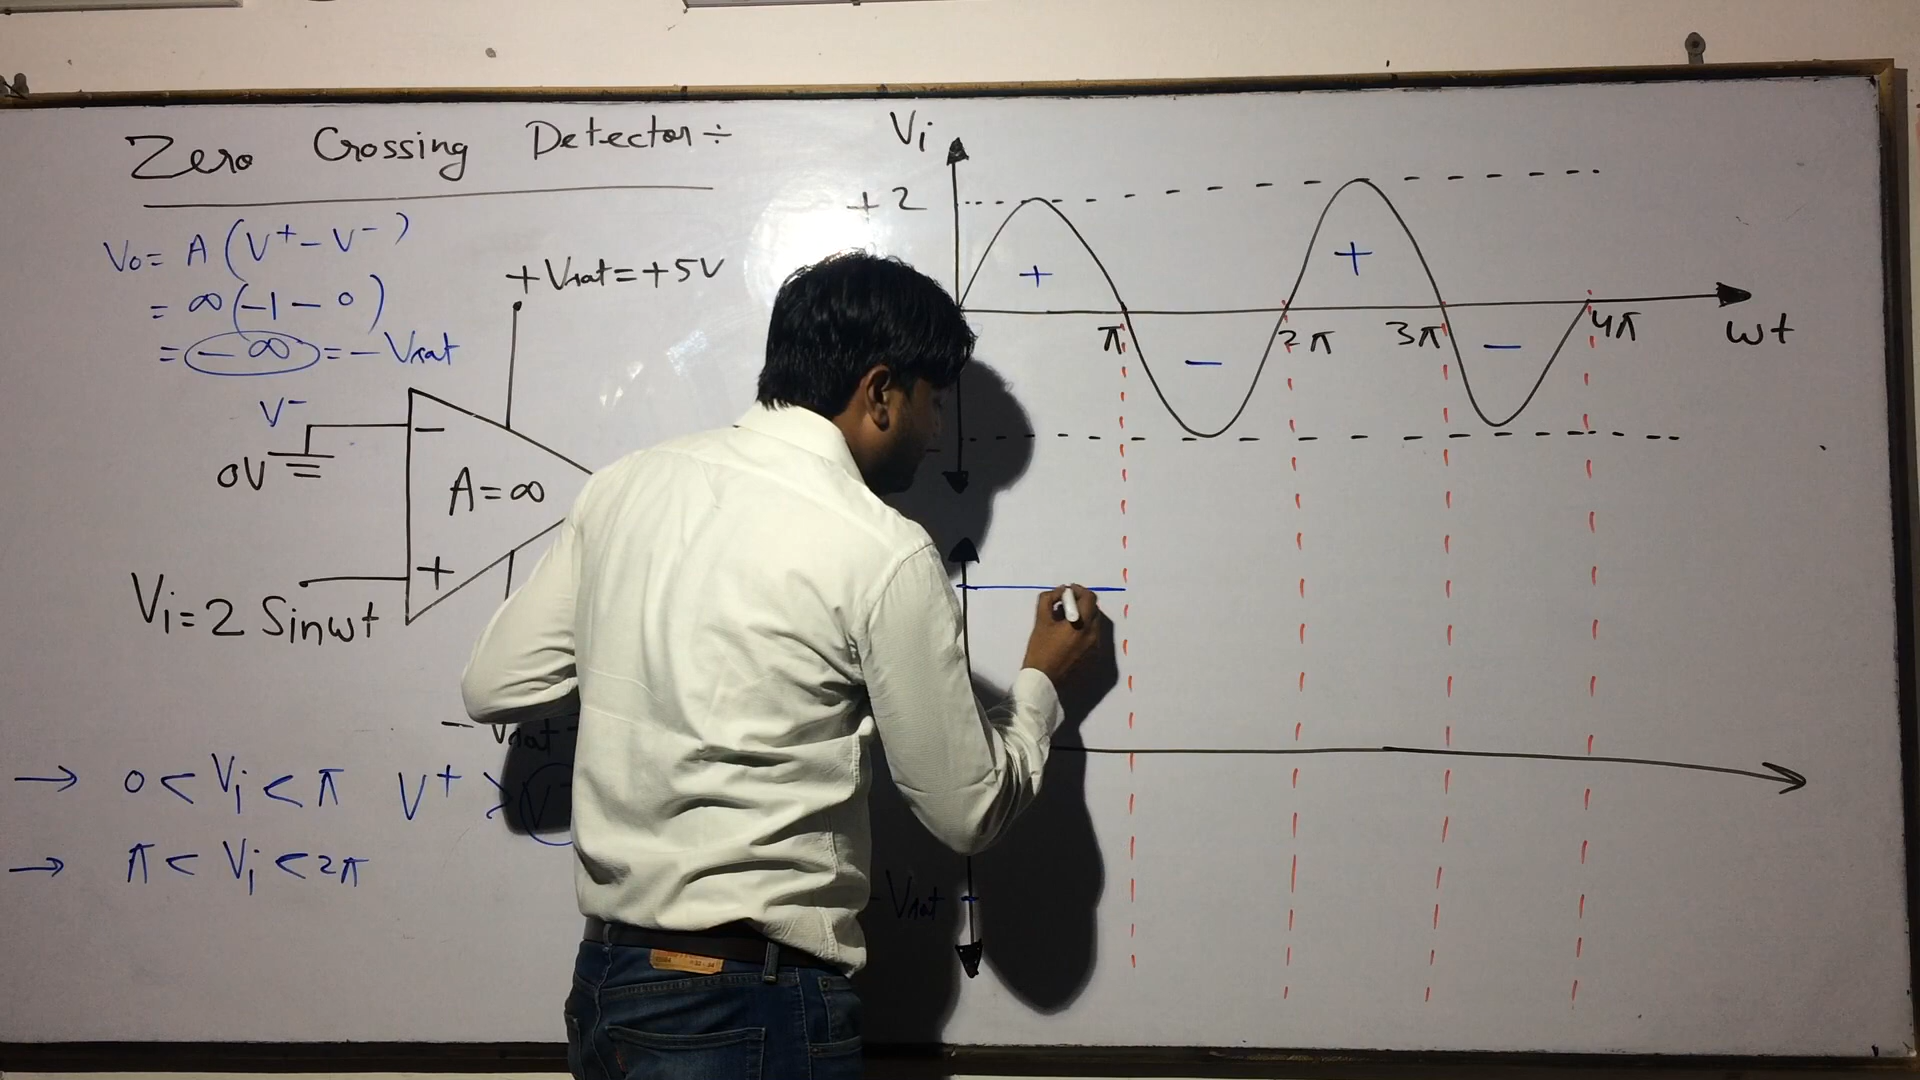 Zero Crossing Detector ÷
Vo = A (V+ - V-)
= ∞ (-1 - 0)
= -∞ = - Vsat
+ Vsat = + 5V
V-
-
0V
A = ∞
+
Vi = 2 Sinωt
- Vsat -
→ 0 < Vi < π V+ > V-
→ π < Vi < 2π
Vi
+2
+ +
π 2π 3π 4π ωt
- -
- Vsat